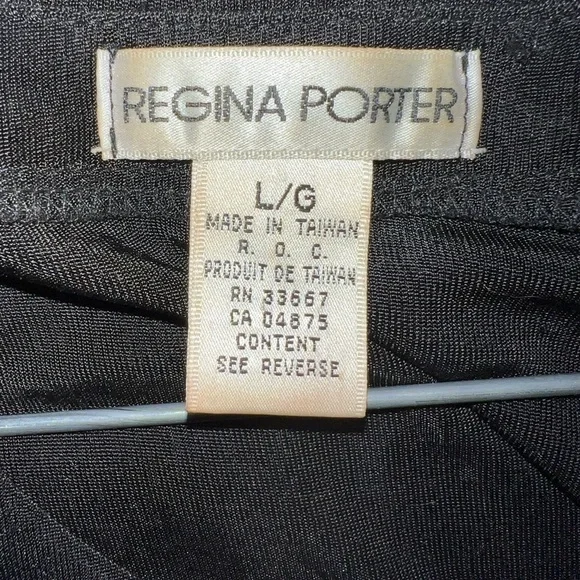 REGINA PORTER
L/G
MADE IN TAIWAN
R. O. C.
PRODUIT DE TAIWAN
RN 33667
CA 04875
CONTENT
SEE REVERSE